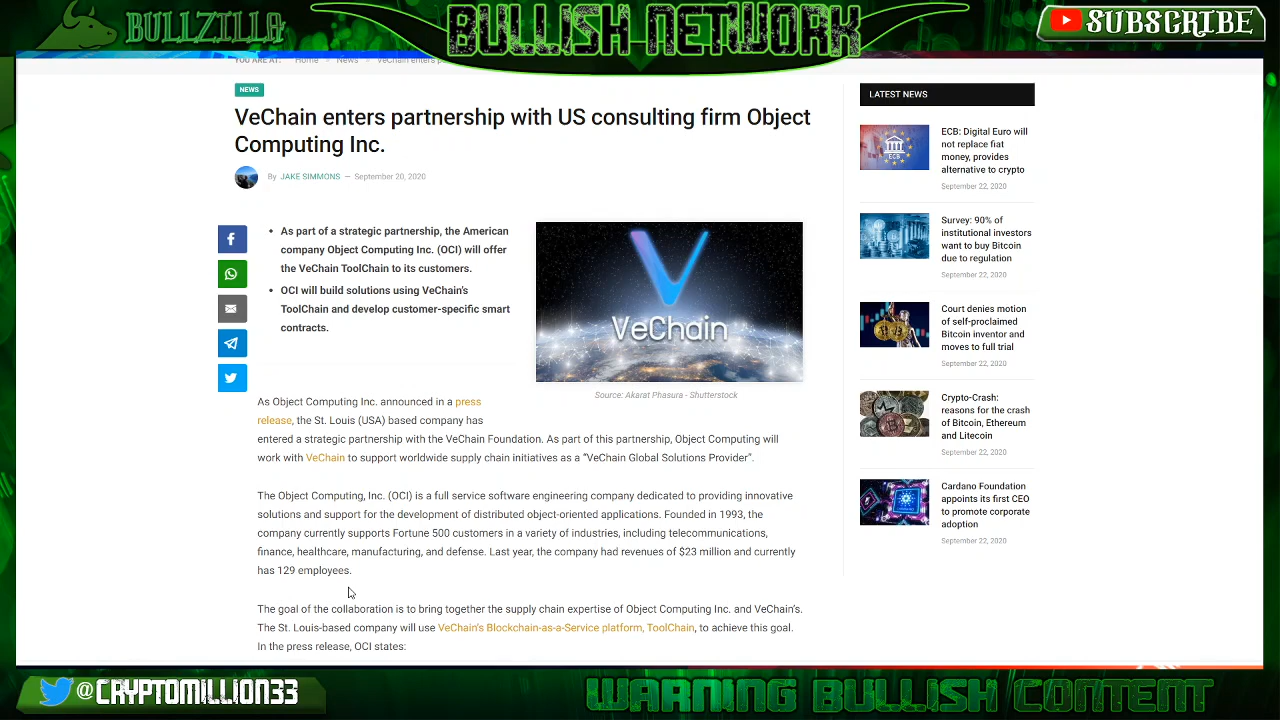 BULLZILLA
BULLISH NETWORK
SUBSCRIBE
YOU ARE AT: Home » News » VeChain enters
NEWS
VeChain enters partnership with US consulting firm Object
Computing Inc.
By JAKE SIMMONS — September 20, 2020
As part of a strategic partnership, the American
company Object Computing Inc. (OCI) will offer
the VeChain ToolChain to its customers.
OCI will build solutions using VeChain's
ToolChain and develop customer-specific smart
contracts.
VeChain
Source: Akarat Phasura - Shutterstock
As Object Computing Inc. announced in a press
release, the St. Louis (USA) based company has
entered a strategic partnership with the VeChain Foundation. As part of this partnership, Object Computing will
work with VeChain to support worldwide supply chain initiatives as a “VeChain Global Solutions Provider”.
The Object Computing, Inc. (OCI) is a full service software engineering company dedicated to providing innovative
solutions and support for the development of distributed object-oriented applications. Founded in 1993, the
company currently supports Fortune 500 customers in a variety of industries, including telecommunications,
finance, healthcare, manufacturing, and defense. Last year, the company had revenues of $23 million and currently
has 129 employees.
The goal of the collaboration is to bring together the supply chain expertise of Object Computing Inc. and VeChain's.
The St. Louis-based company will use VeChain's Blockchain-as-a-Service platform, ToolChain, to achieve this goal.
In the press release, OCI states:
LATEST NEWS
ECB: Digital Euro will
not replace fiat
money, provides
alternative to crypto
September 22, 2020
Survey: 90% of
institutional investors
want to buy Bitcoin
due to regulation
September 22, 2020
Court denies motion
of self-proclaimed
Bitcoin inventor and
moves to full trial
September 22, 2020
Crypto-Crash:
reasons for the crash
of Bitcoin, Ethereum
and Litecoin
September 22, 2020
Cardano Foundation
appoints its first CEO
to promote corporate
adoption
September 22, 2020
@CRYPTOMILLION33
WARNING BULLISH CONTENT